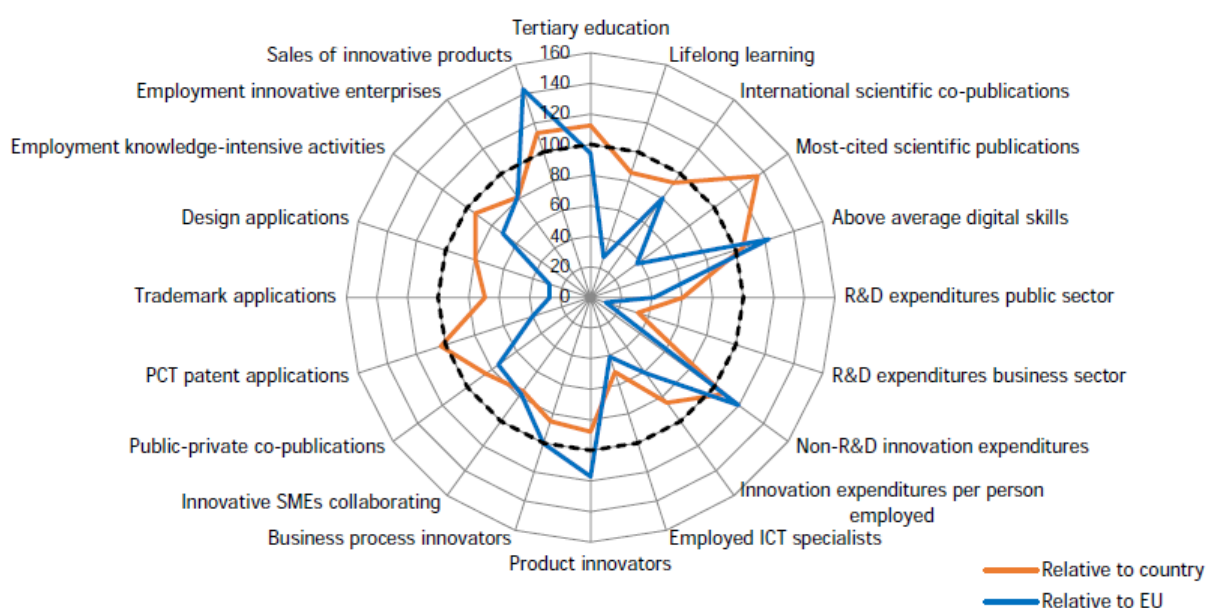 Tertiary education
Sales of innovative products
Lifelong learning
Employment innovative enterprises
International scientific co-publications
Employment knowledge-intensive activities
Most-cited scientific publications
Design applications
Above average digital skills
Trademark applications
R&D expenditures public sector
PCT patent applications
R&D expenditures business sector
Public-private co-publications
Non-R&D innovation expenditures
Innovative SMEs collaborating
Innovation expenditures per person
employed
Business process innovators
Employed ICT specialists
Product innovators
160
140
120
100
80
60
40
20
0
Relative to country
Relative to EU